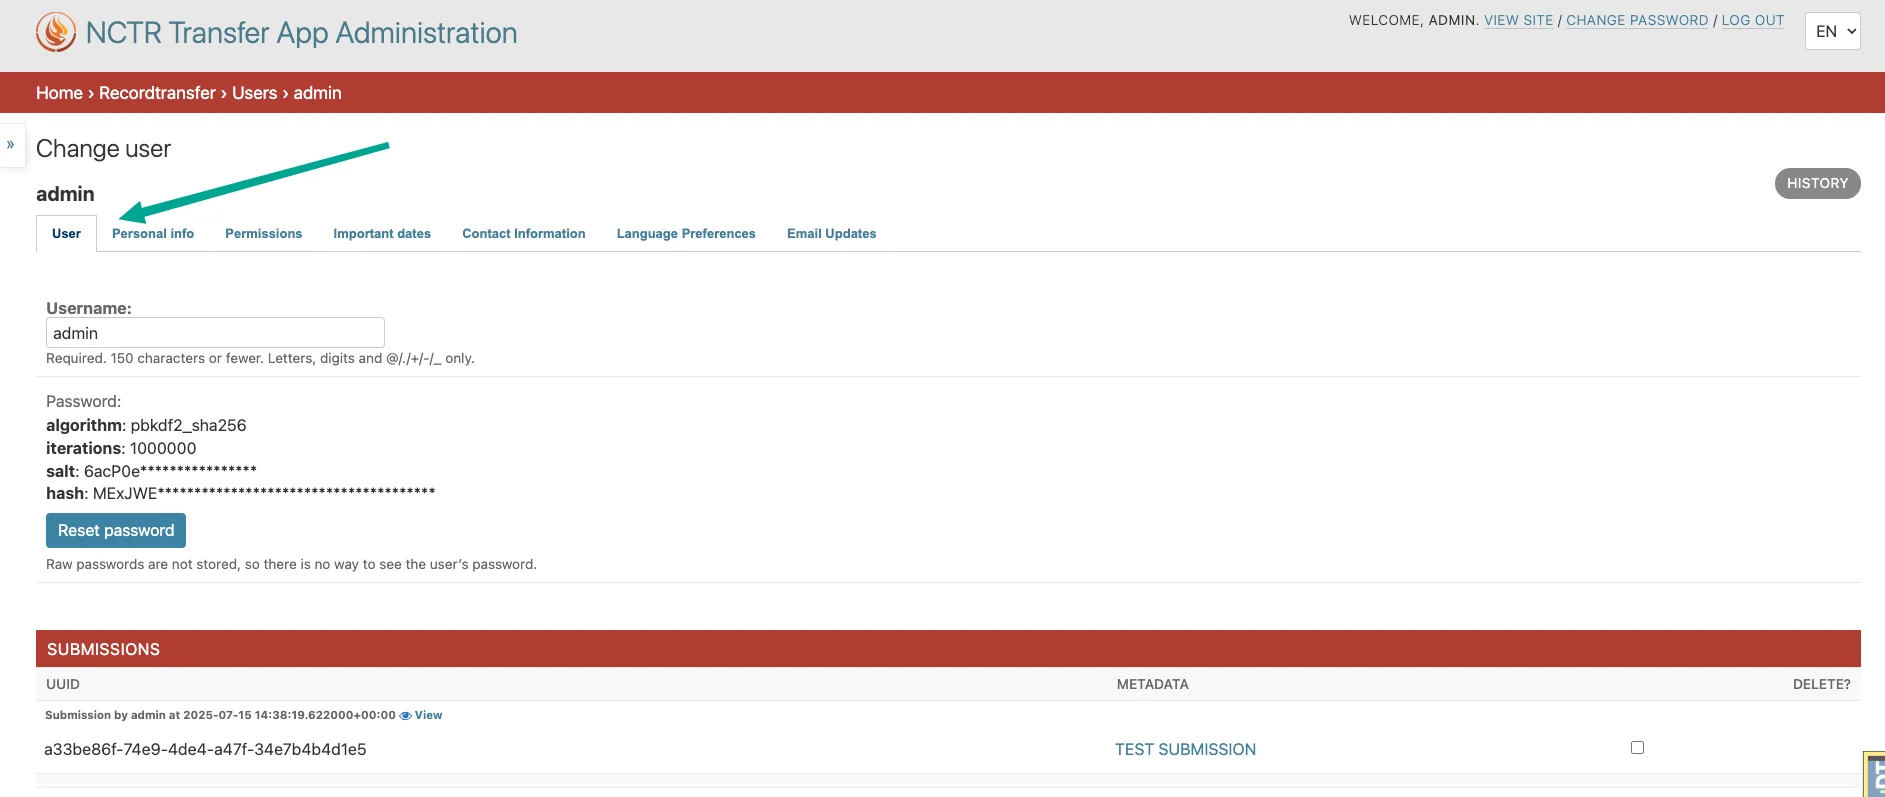 NCTR Transfer App Administration
WELCOME, ADMIN. VIEW SITE / CHANGE PASSWORD / LOG OUT
EN
Home › Recordtransfer › Users › admin
»
Change user
admin
HISTORY
User Personal info Permissions Important dates Contact Information Language Preferences Email Updates
Username:
admin
Required. 150 characters or fewer. Letters, digits and @/./+/-/_ only.
Password:
algorithm: pbkdf2_sha256
iterations: 1000000
salt: 6acP0e****************
hash: MExJWE**************************************
Reset password
Raw passwords are not stored, so there is no way to see the user’s password.
SUBMISSIONS
UUID METADATA DELETE?
Submission by admin at 2025-07-15 14:38:19.622000+00:00 View
a33be86f-74e9-4de4-a47f-34e7b4b4d1e5 TEST SUBMISSION